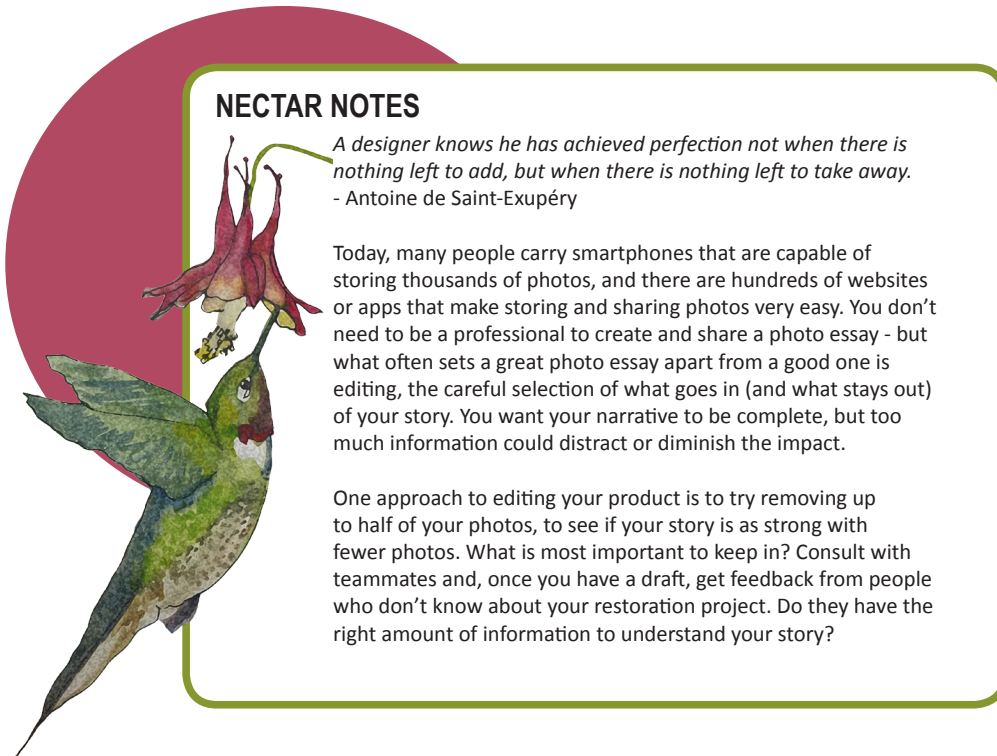 NECTAR NOTES
A designer knows he has achieved perfection not when there is
nothing left to add, but when there is nothing left to take away.
- Antoine de Saint-Exupéry
Today, many people carry smartphones that are capable of
storing thousands of photos, and there are hundreds of websites
or apps that make storing and sharing photos very easy. You don’t
need to be a professional to create and share a photo essay - but
what often sets a great photo essay apart from a good one is
editing, the careful selection of what goes in (and what stays out)
of your story. You want your narrative to be complete, but too
much information could distract or diminish the impact.
One approach to editing your product is to try removing up
to half of your photos, to see if your story is as strong with
fewer photos. What is most important to keep in? Consult with
teammates and, once you have a draft, get feedback from people
who don’t know about your restoration project. Do they have the
right amount of information to understand your story?